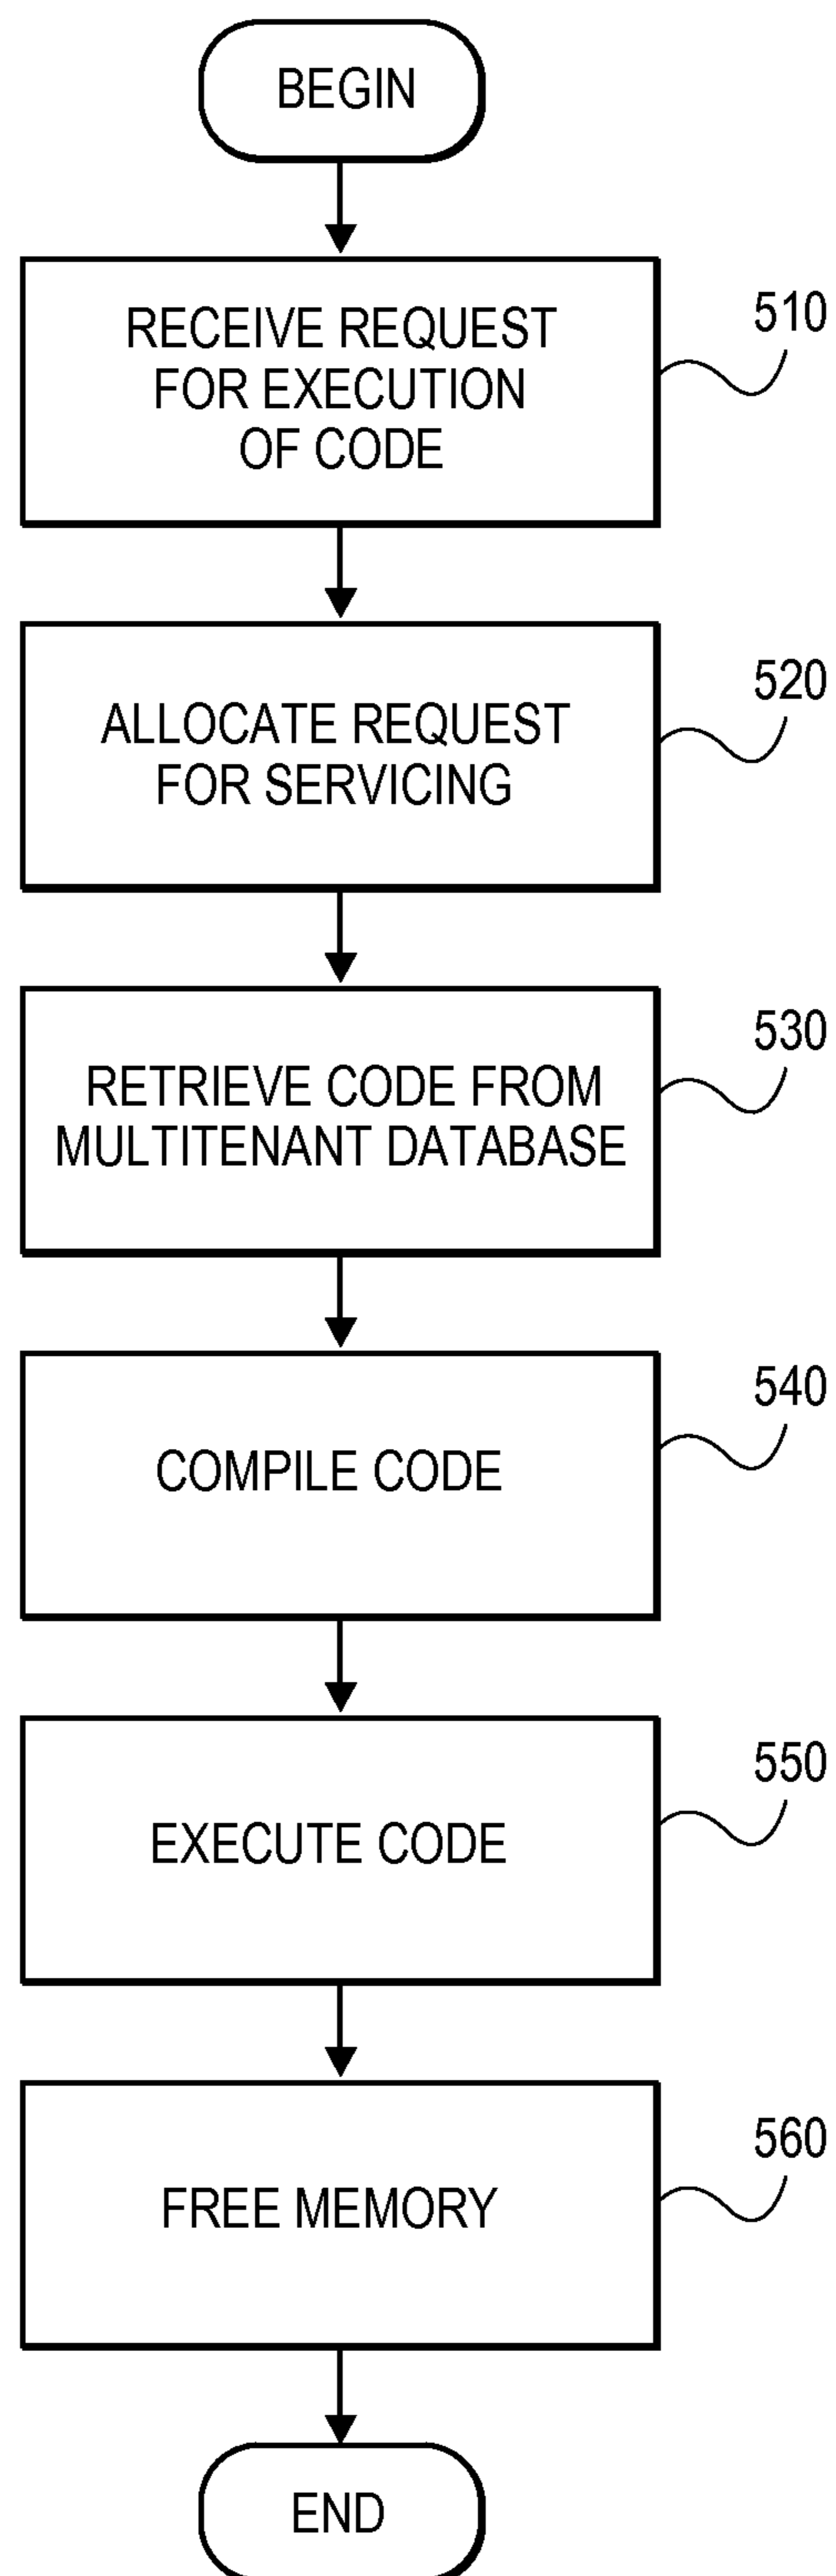 BEGIN
RECEIVE REQUEST
FOR EXECUTION
OF CODE
510
ALLOCATE REQUEST
FOR SERVICING
520
RETRIEVE CODE FROM
MULTITENANT DATABASE
530
COMPILE CODE
540
EXECUTE CODE
550
FREE MEMORY
560
END